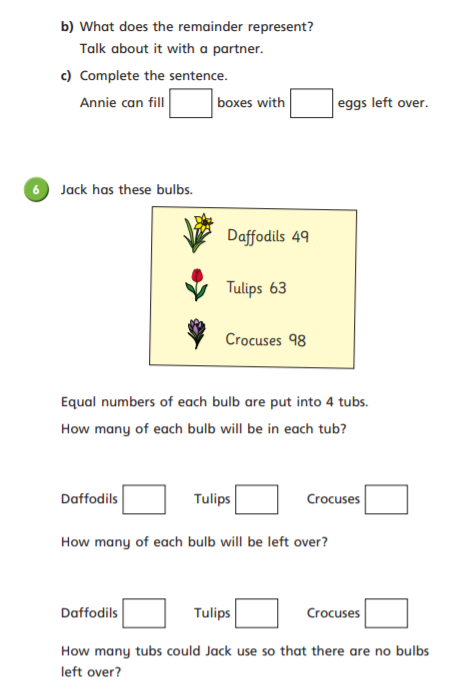 b) What does the remainder represent?
Talk about it with a partner.
c) Complete the sentence.
Annie can fill boxes with eggs left over.
6 Jack has these bulbs.
Daffodils 49
Tulips 63
Crocuses 98
Equal numbers of each bulb are put into 4 tubs.
How many of each bulb will be in each tub?
Daffodils Tulips Crocuses
How many of each bulb will be left over?
Daffodils Tulips Crocuses
How many tubs could Jack use so that there are no bulbs
left over?